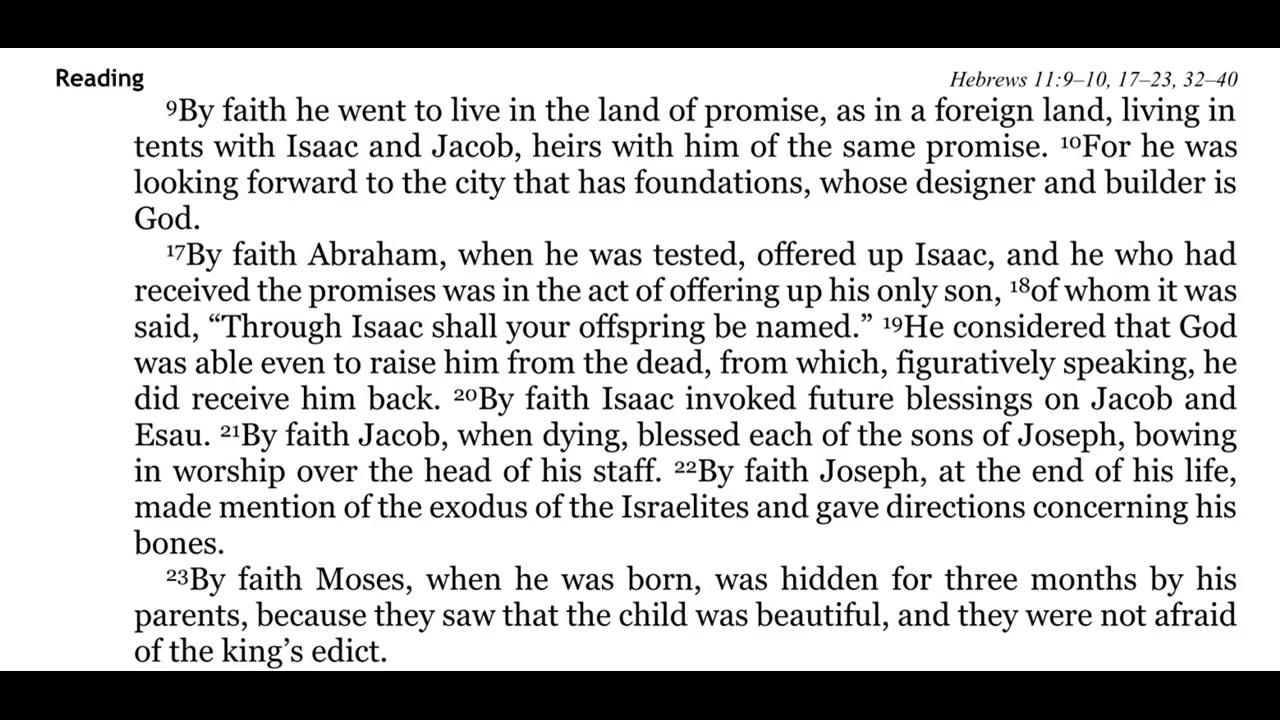 Reading
Hebrews 11:9–10, 17–23, 32–40
9By faith he went to live in the land of promise, as in a foreign land, living in
tents with Isaac and Jacob, heirs with him of the same promise. 10For he was
looking forward to the city that has foundations, whose designer and builder is
God.
17By faith Abraham, when he was tested, offered up Isaac, and he who had
received the promises was in the act of offering up his only son, 18of whom it was
said, “Through Isaac shall your offspring be named.” 19He considered that God
was able even to raise him from the dead, from which, figuratively speaking, he
did receive him back. 20By faith Isaac invoked future blessings on Jacob and
Esau. 21By faith Jacob, when dying, blessed each of the sons of Joseph, bowing
in worship over the head of his staff. 22By faith Joseph, at the end of his life,
made mention of the exodus of the Israelites and gave directions concerning his
bones.
23By faith Moses, when he was born, was hidden for three months by his
parents, because they saw that the child was beautiful, and they were not afraid
of the king’s edict.